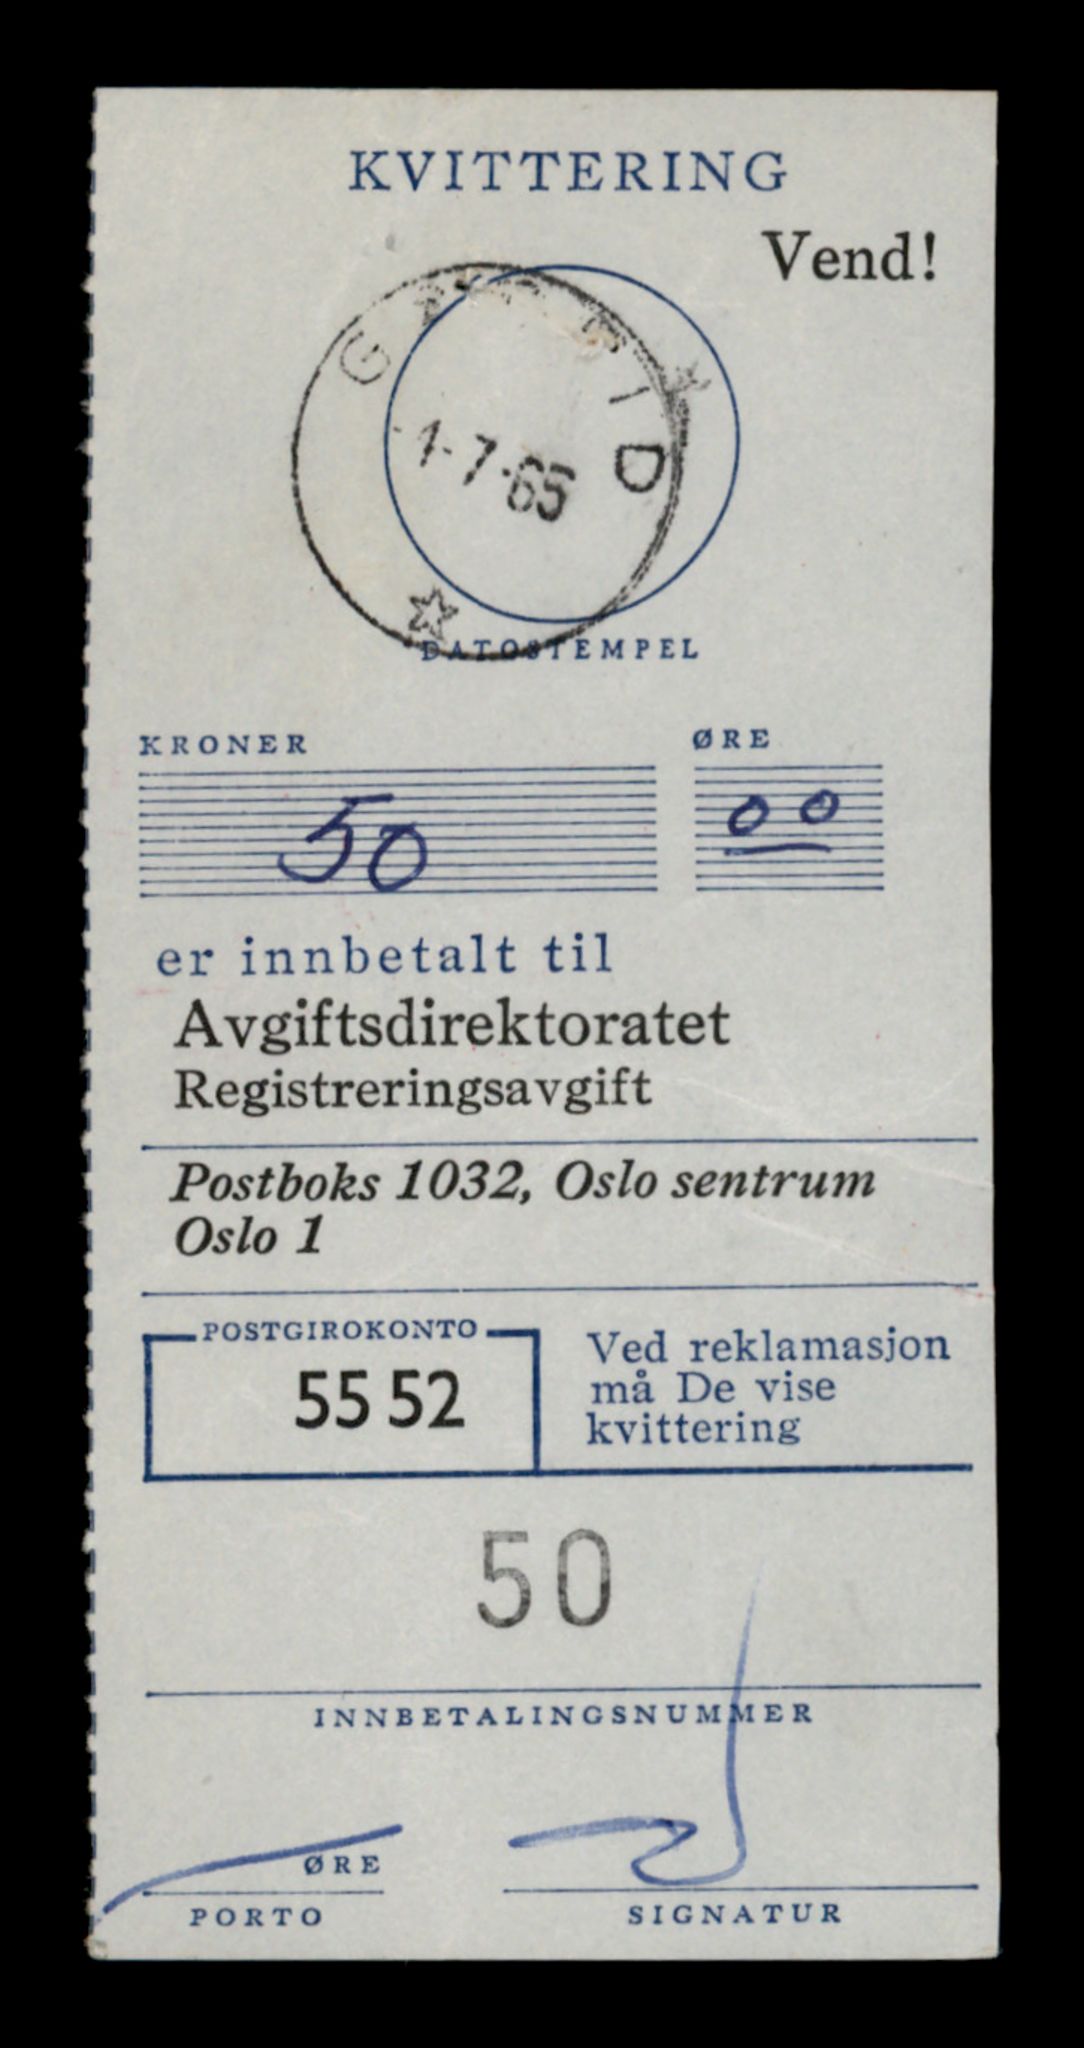 KVITTERING
Vend!
1-7-65
DATOSTEMPEL
KRONER
ØRE
50
00
er innbetalt til
Avgiftsdirektoratet
Registreringsavgift
Postboks 1032, Oslo sentrum
Oslo 1
POSTGIROKONTO
55 52
Ved reklamasjon
må De vise
kvittering
50
INNBETALINGSNUMMER
ØRE
PORTO
SIGNATUR